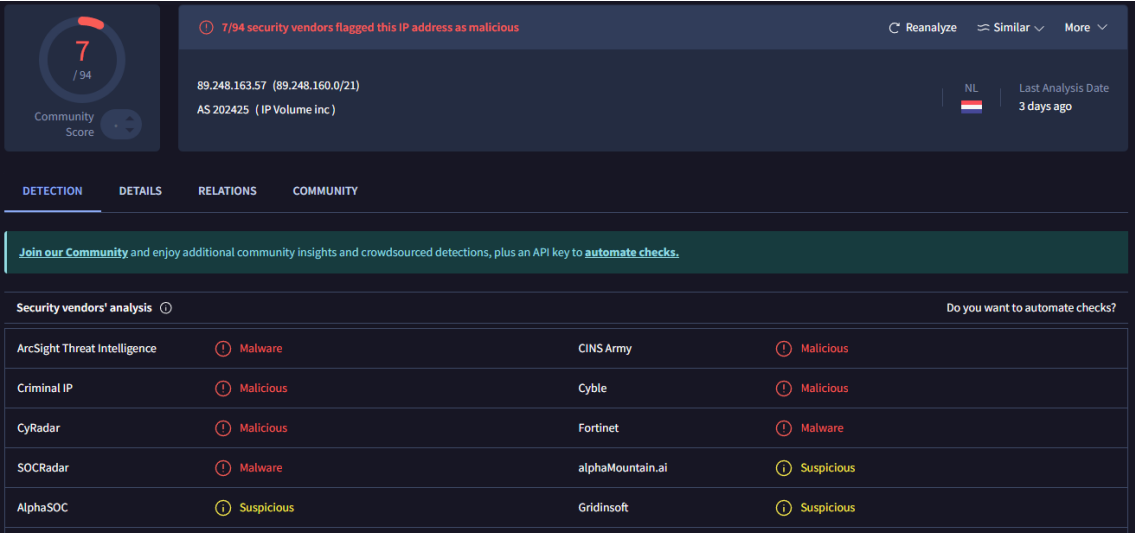 7
/ 94
Community
Score
-
7/94 security vendors flagged this IP address as malicious
Reanalyze
Similar
More
89.248.163.57 (89.248.160.0/21)
AS 202425 ( IP Volume inc )
NL
Last Analysis Date
3 days ago
DETECTION DETAILS RELATIONS COMMUNITY
Join our Community and enjoy additional community insights and crowdsourced detections, plus an API key to automate checks.
Security vendors' analysis Do you want to automate checks?
ArcSight Threat Intelligence Malware CINS Army Malicious
Criminal IP Malicious Cyble Malicious
CyRadar Malicious Fortinet Malware
SOCRadar Malware alphaMountain.ai Suspicious
AlphaSOC Suspicious Gridinsoft Suspicious